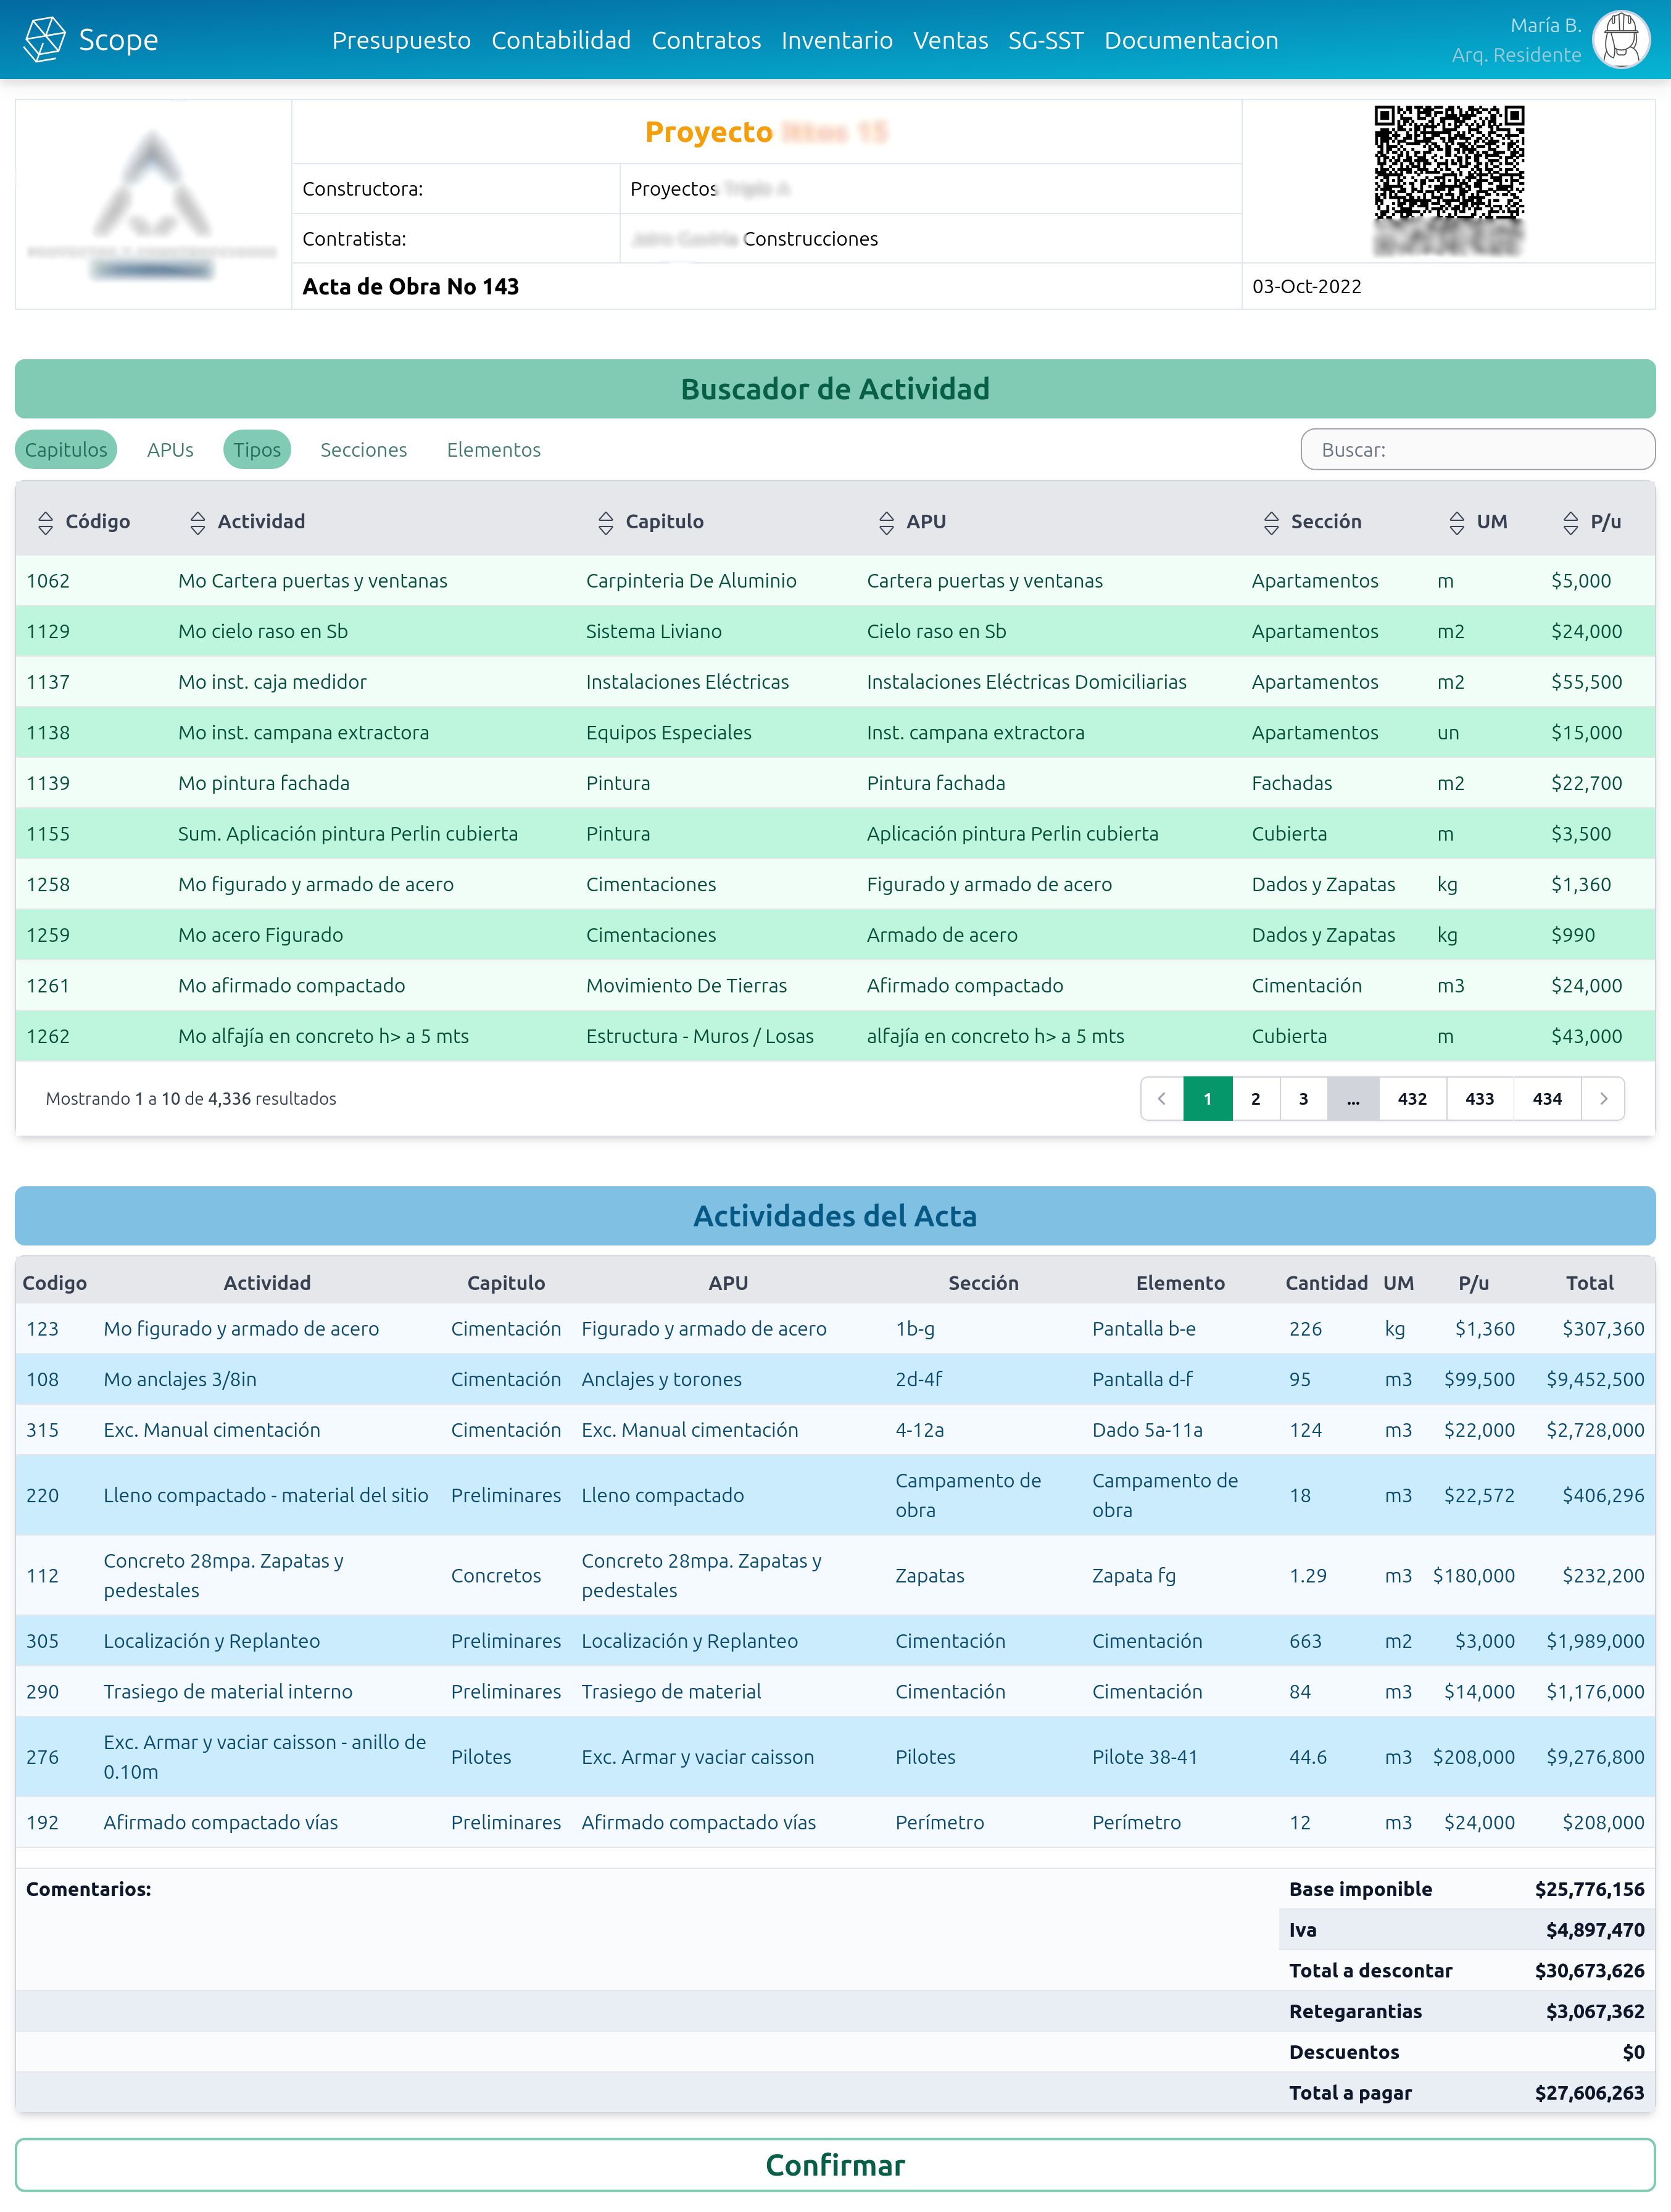 Scope
Presupuesto Contabilidad Contratos Inventario Ventas SG-SST Documentacion
María B.
Arq. Residente
Proyecto
Constructora: Proyectos
Contratista: Construcciones
Acta de Obra No 143 03-Oct-2022
Buscador de Actividad
Capitulos APUs Tipos Secciones Elementos Buscar:
Código Actividad Capitulo APU Sección UM P/u
1062 Mo Cartera puertas y ventanas Carpinteria De Aluminio Cartera puertas y ventanas Apartamentos m $5,000
1129 Mo cielo raso en Sb Sistema Liviano Cielo raso en Sb Apartamentos m2 $24,000
1137 Mo inst. caja medidor Instalaciones Eléctricas Instalaciones Eléctricas Domiciliarias Apartamentos m2 $55,500
1138 Mo inst. campana extractora Equipos Especiales Inst. campana extractora Apartamentos un $15,000
1139 Mo pintura fachada Pintura Pintura fachada Fachadas m2 $22,700
1155 Sum. Aplicación pintura Perlin cubierta Pintura Aplicación pintura Perlin cubierta Cubierta m $3,500
1258 Mo figurado y armado de acero Cimentaciones Figurado y armado de acero Dados y Zapatas kg $1,360
1259 Mo acero Figurado Cimentaciones Armado de acero Dados y Zapatas kg $990
1261 Mo afirmado compactado Movimiento De Tierras Afirmado compactado Cimentación m3 $24,000
1262 Mo alfajía en concreto h> a 5 mts Estructura - Muros / Losas alfajía en concreto h> a 5 mts Cubierta m $43,000
Mostrando 1 a 10 de 4,336 resultados 1 2 3 ... 432 433 434
Actividades del Acta
Codigo Actividad Capitulo APU Sección Elemento Cantidad UM P/u Total
123 Mo figurado y armado de acero Cimentación Figurado y armado de acero 1b-g Pantalla b-e 226 kg $1,360 $307,360
108 Mo anclajes 3/8in Cimentación Anclajes y torones 2d-4f Pantalla d-f 95 m3 $99,500 $9,452,500
315 Exc. Manual cimentación Cimentación Exc. Manual cimentación 4-12a Dado 5a-11a 124 m3 $22,000 $2,728,000
220 Lleno compactado - material del sitio Preliminares Lleno compactado Campamento de obra Campamento de obra 18 m3 $22,572 $406,296
112 Concreto 28mpa. Zapatas y pedestales Concretos Concreto 28mpa. Zapatas y pedestales Zapatas Zapata fg 1.29 m3 $180,000 $232,200
305 Localización y Replanteo Preliminares Localización y Replanteo Cimentación Cimentación 663 m2 $3,000 $1,989,000
290 Trasiego de material interno Preliminares Trasiego de material Cimentación Cimentación 84 m3 $14,000 $1,176,000
276 Exc. Armar y vaciar caisson - anillo de 0.10m Pilotes Exc. Armar y vaciar caisson Pilotes Pilote 38-41 44.6 m3 $208,000 $9,276,800
192 Afirmado compactado vías Preliminares Afirmado compactado vías Perímetro Perímetro 12 m3 $24,000 $208,000
Comentarios: Base imponible $25,776,156
Iva $4,897,470
Total a descontar $30,673,626
Retegarantias $3,067,362
Descuentos $0
Total a pagar $27,606,263
Confirmar